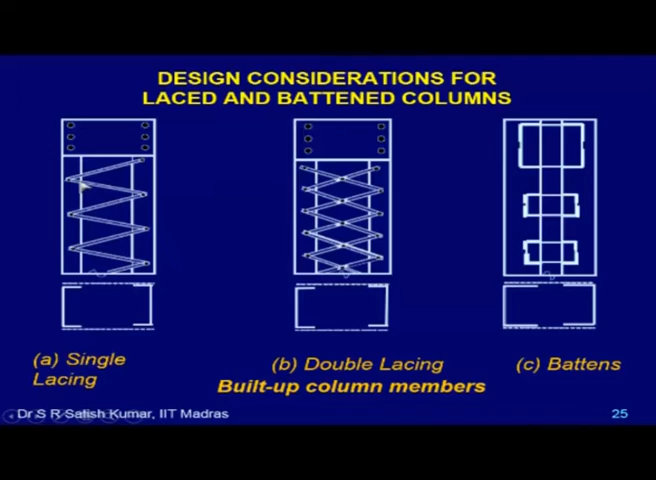 DESIGN CONSIDERATIONS FOR
LACED AND BATTENED COLUMNS
(a) Single
Lacing
(b) Double Lacing
(c) Battens
Built-up column members
Dr S R Satish Kumar, IIT Madras
25